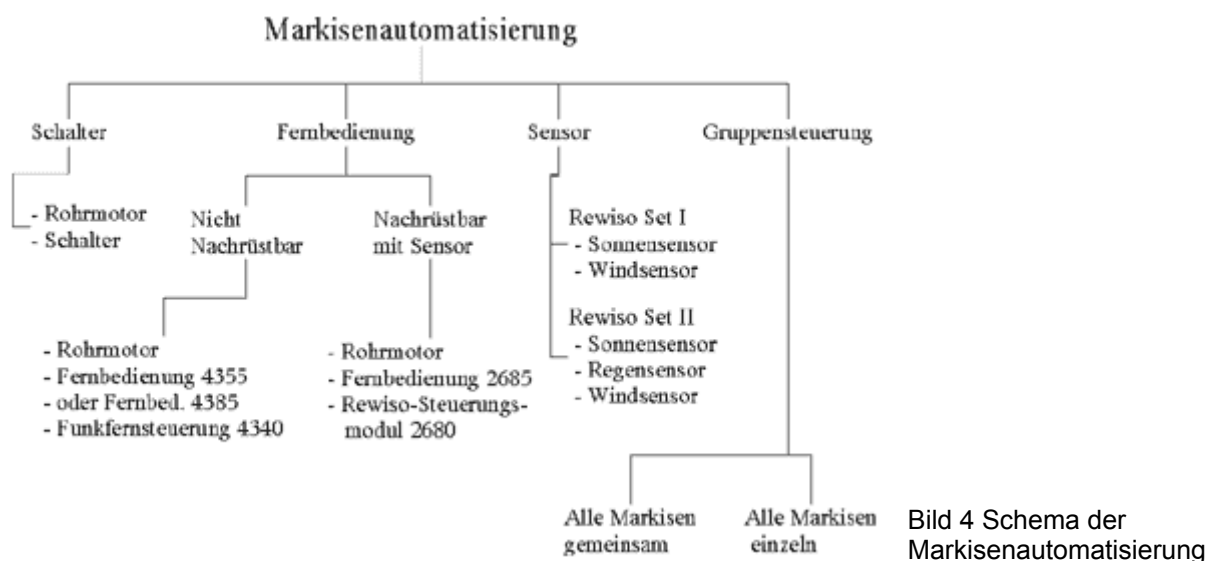 Markisenautomatisierung
Schalter
Fernbedienung
Sensor
Gruppensteuerung
- Rohrmotor
- Schalter
Nicht
Nachrüstbar
Nachrüstbar
mit Sensor
Rewiso Set I
- Sonnensensor
- Windsensor
Rewiso Set II
- Sonnensensor
- Regensensor
- Windsensor
- Rohrmotor
- Fernbedienung 4355
- oder Fernbed. 4385
- Funkfernsteuerung 4340
- Rohrmotor
- Fernbedienung 2685
- Rewiso-Steuerungs-
modul 2680
Alle Markisen
gemeinsam
Alle Markisen
einzeln
Bild 4 Schema der
Markisenautomatisierung